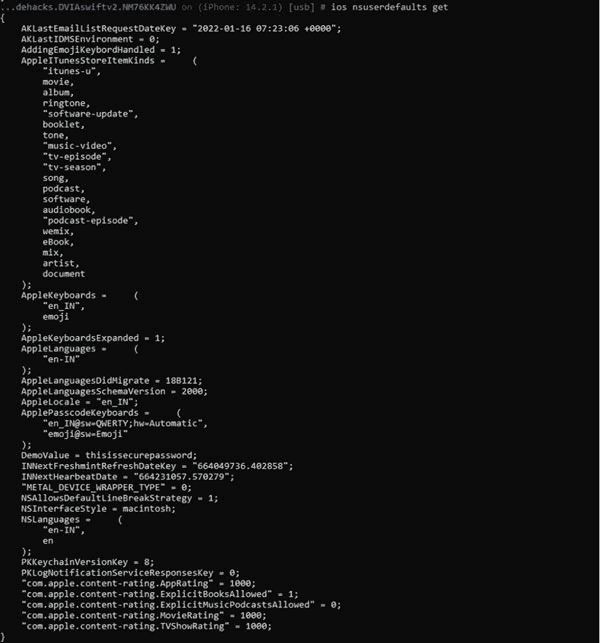 ...dehacks.DVIAswiftv2.NM76KK4ZWU on (iPhone: 14.2.1) [usb] # ios nsuserdefaults get
{
AKLastEmailListRequestDateKey = "2022-01-16 07:23:06 +0000";
AKLastIDMSEnvironment = 0;
AddingEmojiKeybordHandled = 1;
AppleITunesStoreItemKinds = (
"itunes-u",
movie,
album,
ringtone,
"software-update",
booklet,
tone,
"music-video",
"tv-episode",
"tv-season",
song,
podcast,
software,
audiobook,
"podcast-episode",
wemix,
eBook,
mix,
artist,
document
);
AppleKeyboards = (
"en_IN",
emoji
);
AppleKeyboardsExpanded = 1;
AppleLanguages = (
"en-IN"
);
AppleLanguagesDidMigrate = 18B121;
AppleLanguagesSchemaVersion = 2000;
AppleLocale = "en_IN";
ApplePasscodeKeyboards = (
"en_IN@sw=QWERTY;hw=Automatic",
"emoji@sw=Emoji"
);
DemoValue = thisissecurepassword;
INNextFreshmintRefreshDateKey = "664049736.402858";
INNextHearbeatDate = "664231057.570279";
"METAL_DEVICE_WRAPPER_TYPE" = 0;
NSAllowsDefaultLineBreakStrategy = 1;
NSInterfaceStyle = macintosh;
NSLanguages = (
"en-IN",
en
);
PKKeychainVersionKey = 8;
PKLogNotificationServiceResponsesKey = 0;
"com.apple.content-rating.AppRating" = 1000;
"com.apple.content-rating.ExplicitBooksAllowed" = 1;
"com.apple.content-rating.ExplicitMusicPodcastsAllowed" = 0;
"com.apple.content-rating.MovieRating" = 1000;
"com.apple.content-rating.TVShowRating" = 1000;
}